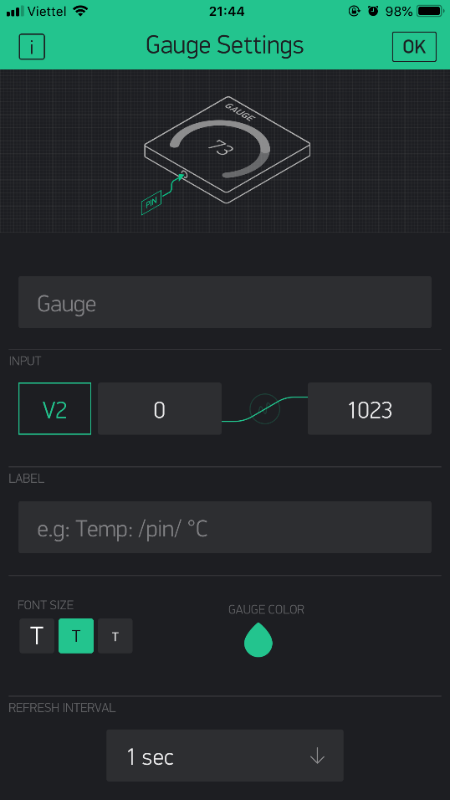 Viettel 21:44 98%
i Gauge Settings OK
GAUGE
73
PIN
Gauge
INPUT
V2 0 1023
LABEL
e.g: Temp: /pin/ °C
FONT SIZE GAUGE COLOR
T T T
REFRESH INTERVAL
1 sec